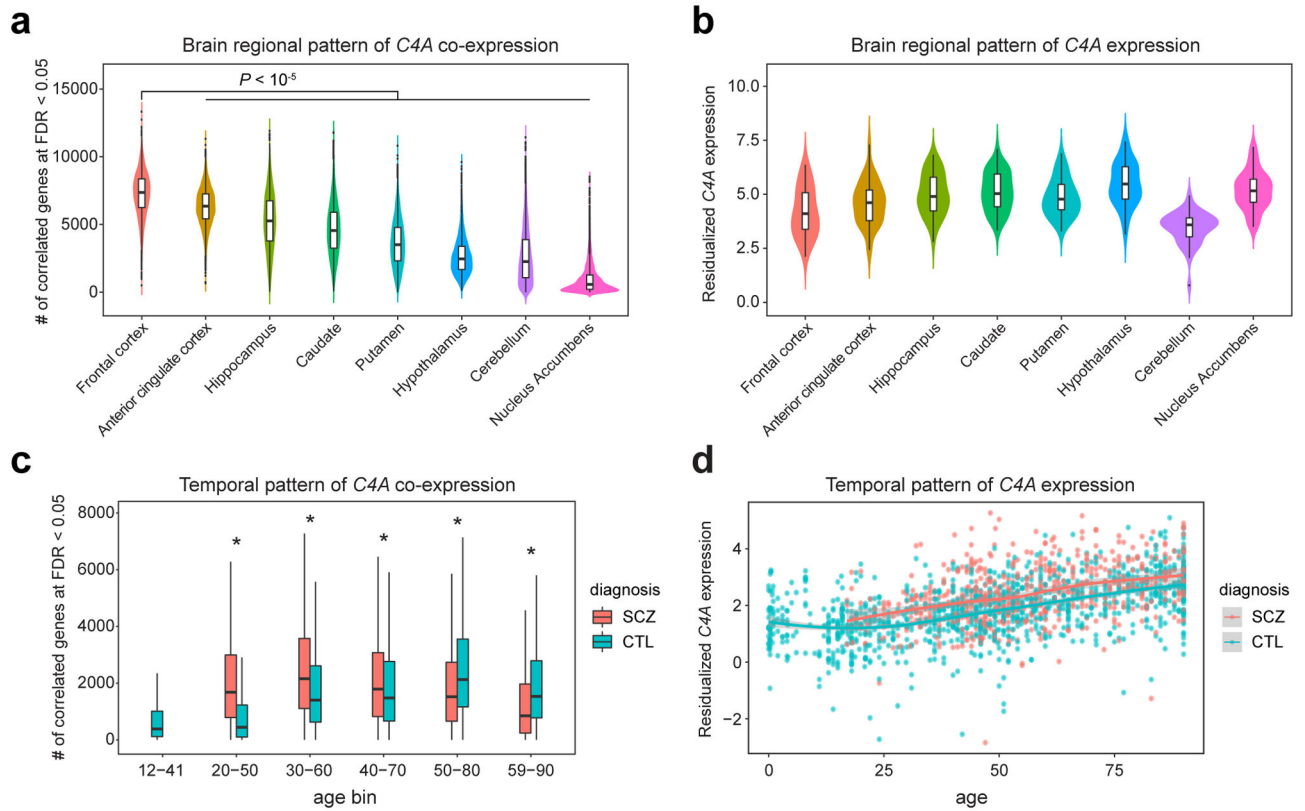 a
Brain regional pattern of C4A co-expression
# of correlated genes at FDR < 0.05
15000
10000
5000
0
P < 10-5
Frontal cortex
Anterior cingulate cortex
Hippocampus
Caudate
Putamen
Hypothalamus
Cerebellum
Nucleus Accumbens
b
Brain regional pattern of C4A expression
Residualized C4A expression
10.0
7.5
5.0
2.5
0.0
Frontal cortex
Anterior cingulate cortex
Hippocampus
Caudate
Putamen
Hypothalamus
Cerebellum
Nucleus Accumbens
c
Temporal pattern of C4A co-expression
# of correlated genes at FDR < 0.05
8000
6000
4000
2000
0
* * * * *
12−41 20−50 30−60 40−70 50−80 59−90
age bin
diagnosis
SCZ
CTL
d
Temporal pattern of C4A expression
Residualized C4A expression
4
2
0
−2
0 25 50 75
age
diagnosis
SCZ
CTL